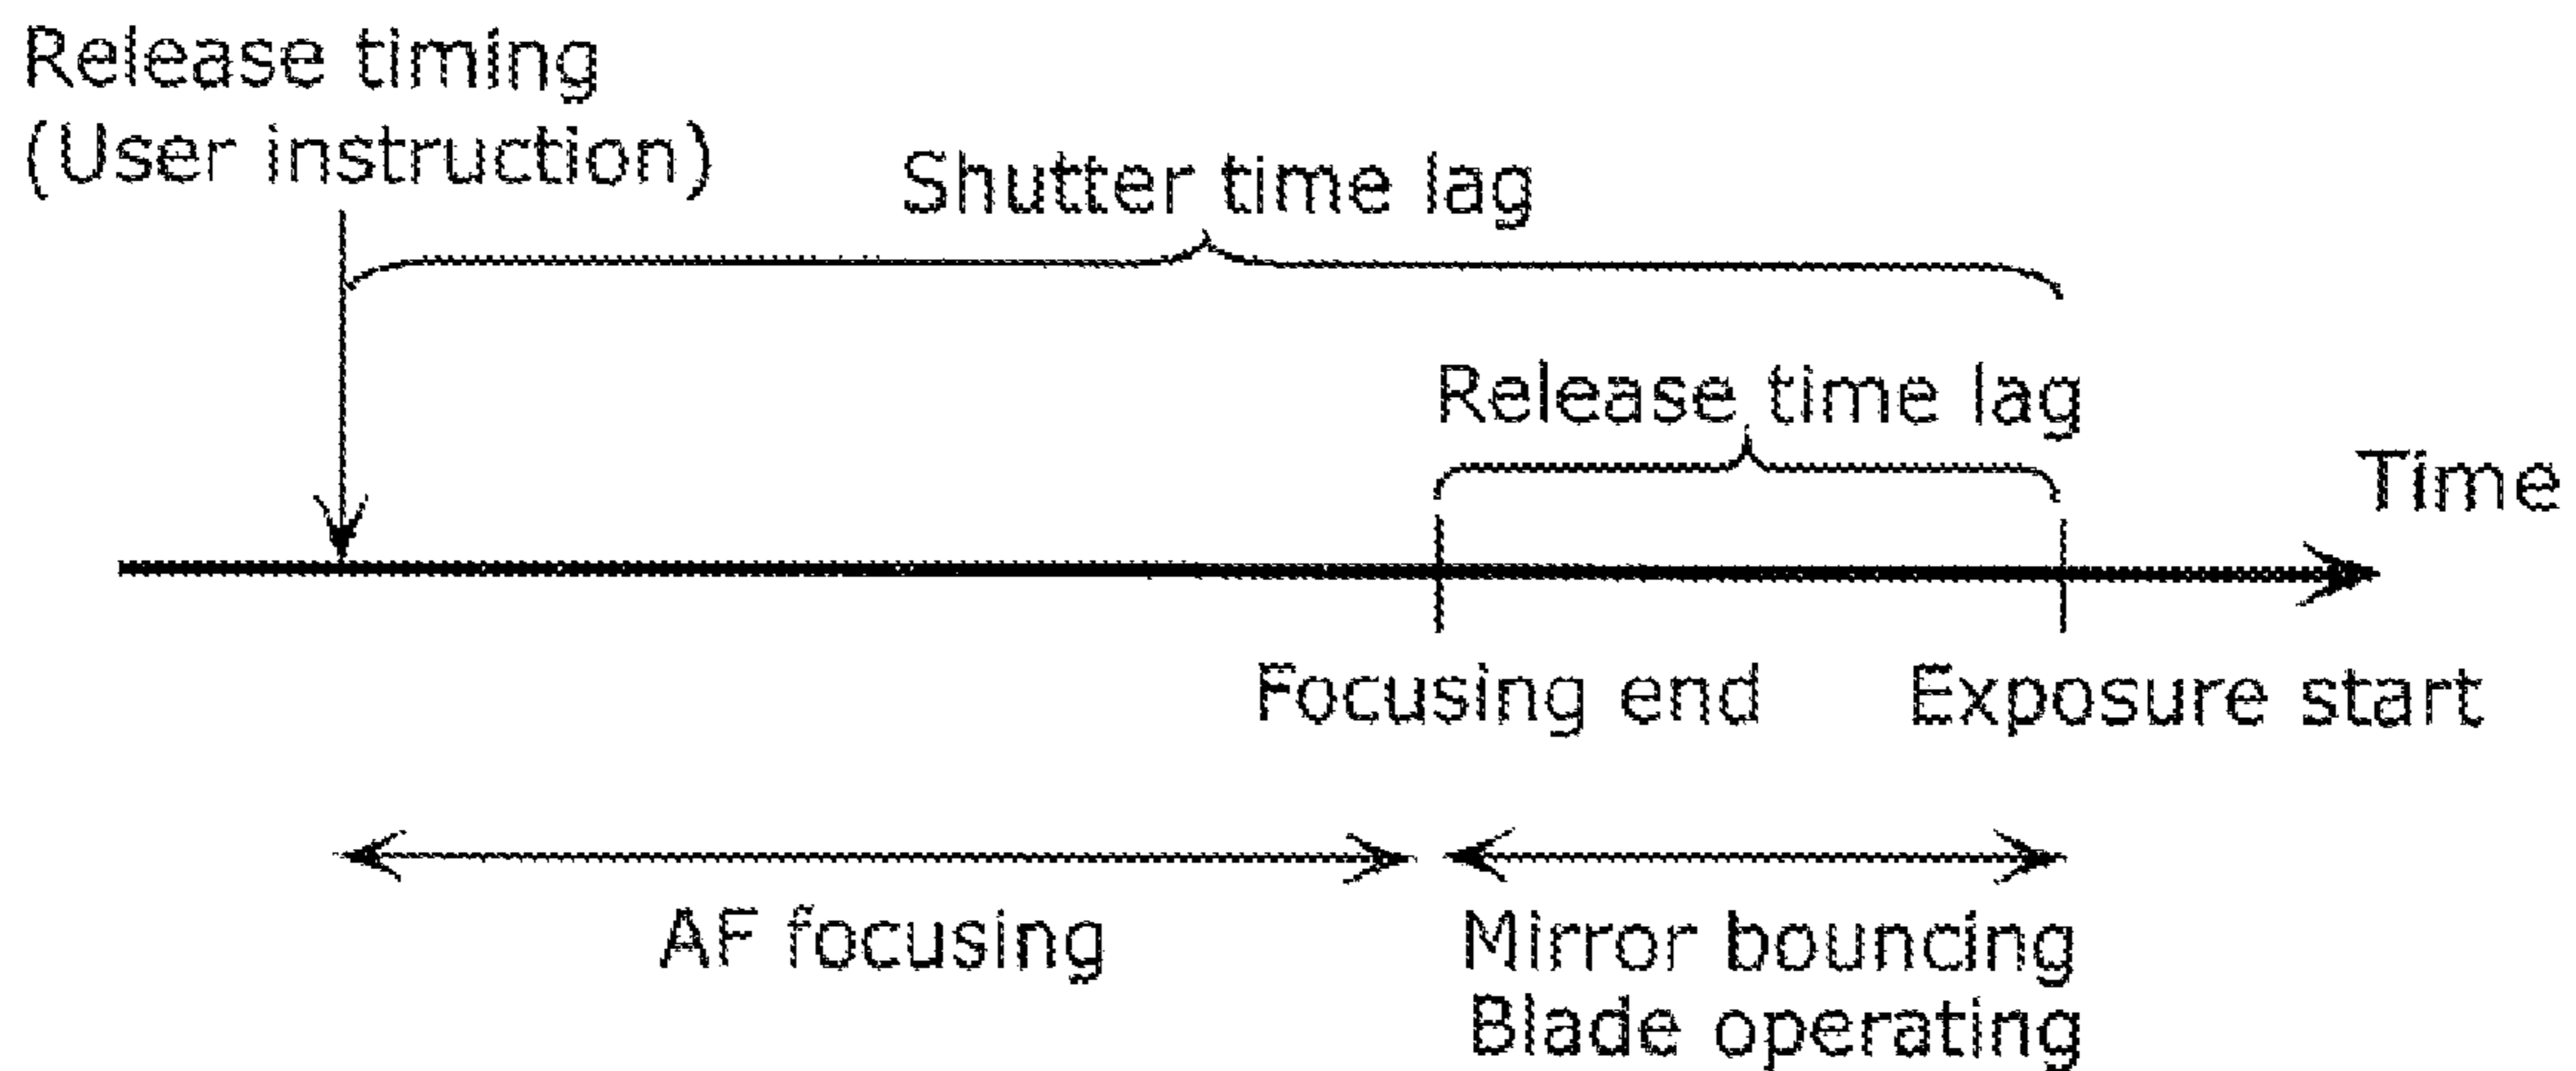 Release timing
(User instruction)
Shutter time lag
Release time lag
Time
Focusing end
Exposure start
AF focusing
Mirror bouncing
Blade operating